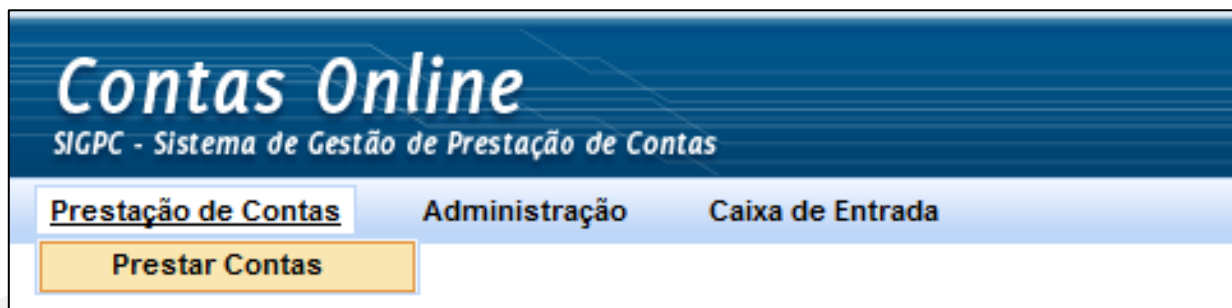 Contas Online
SIGPC - Sistema de Gestão de Prestação de Contas
Prestação de Contas Administração Caixa de Entrada
Prestar Contas